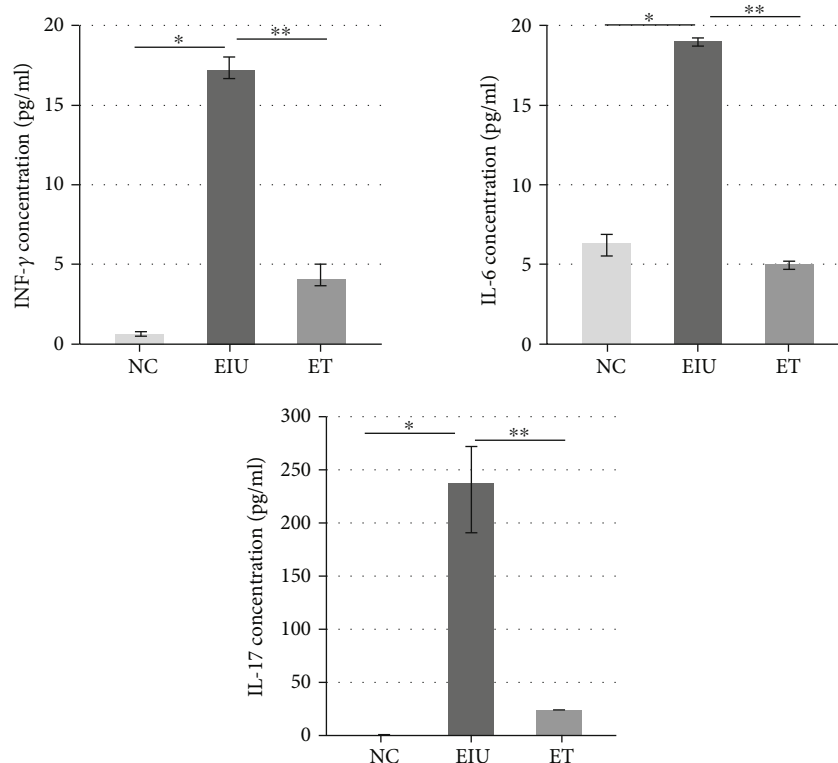 INF-γ concentration (pg/ml)
20
15
10
5
0
*
**
NC
EIU
ET
IL-6 concentration (pg/ml)
20
15
10
5
0
*
**
NC
EIU
ET
IL-17 concentration (pg/ml)
300
250
200
150
100
50
0
*
**
NC
EIU
ET